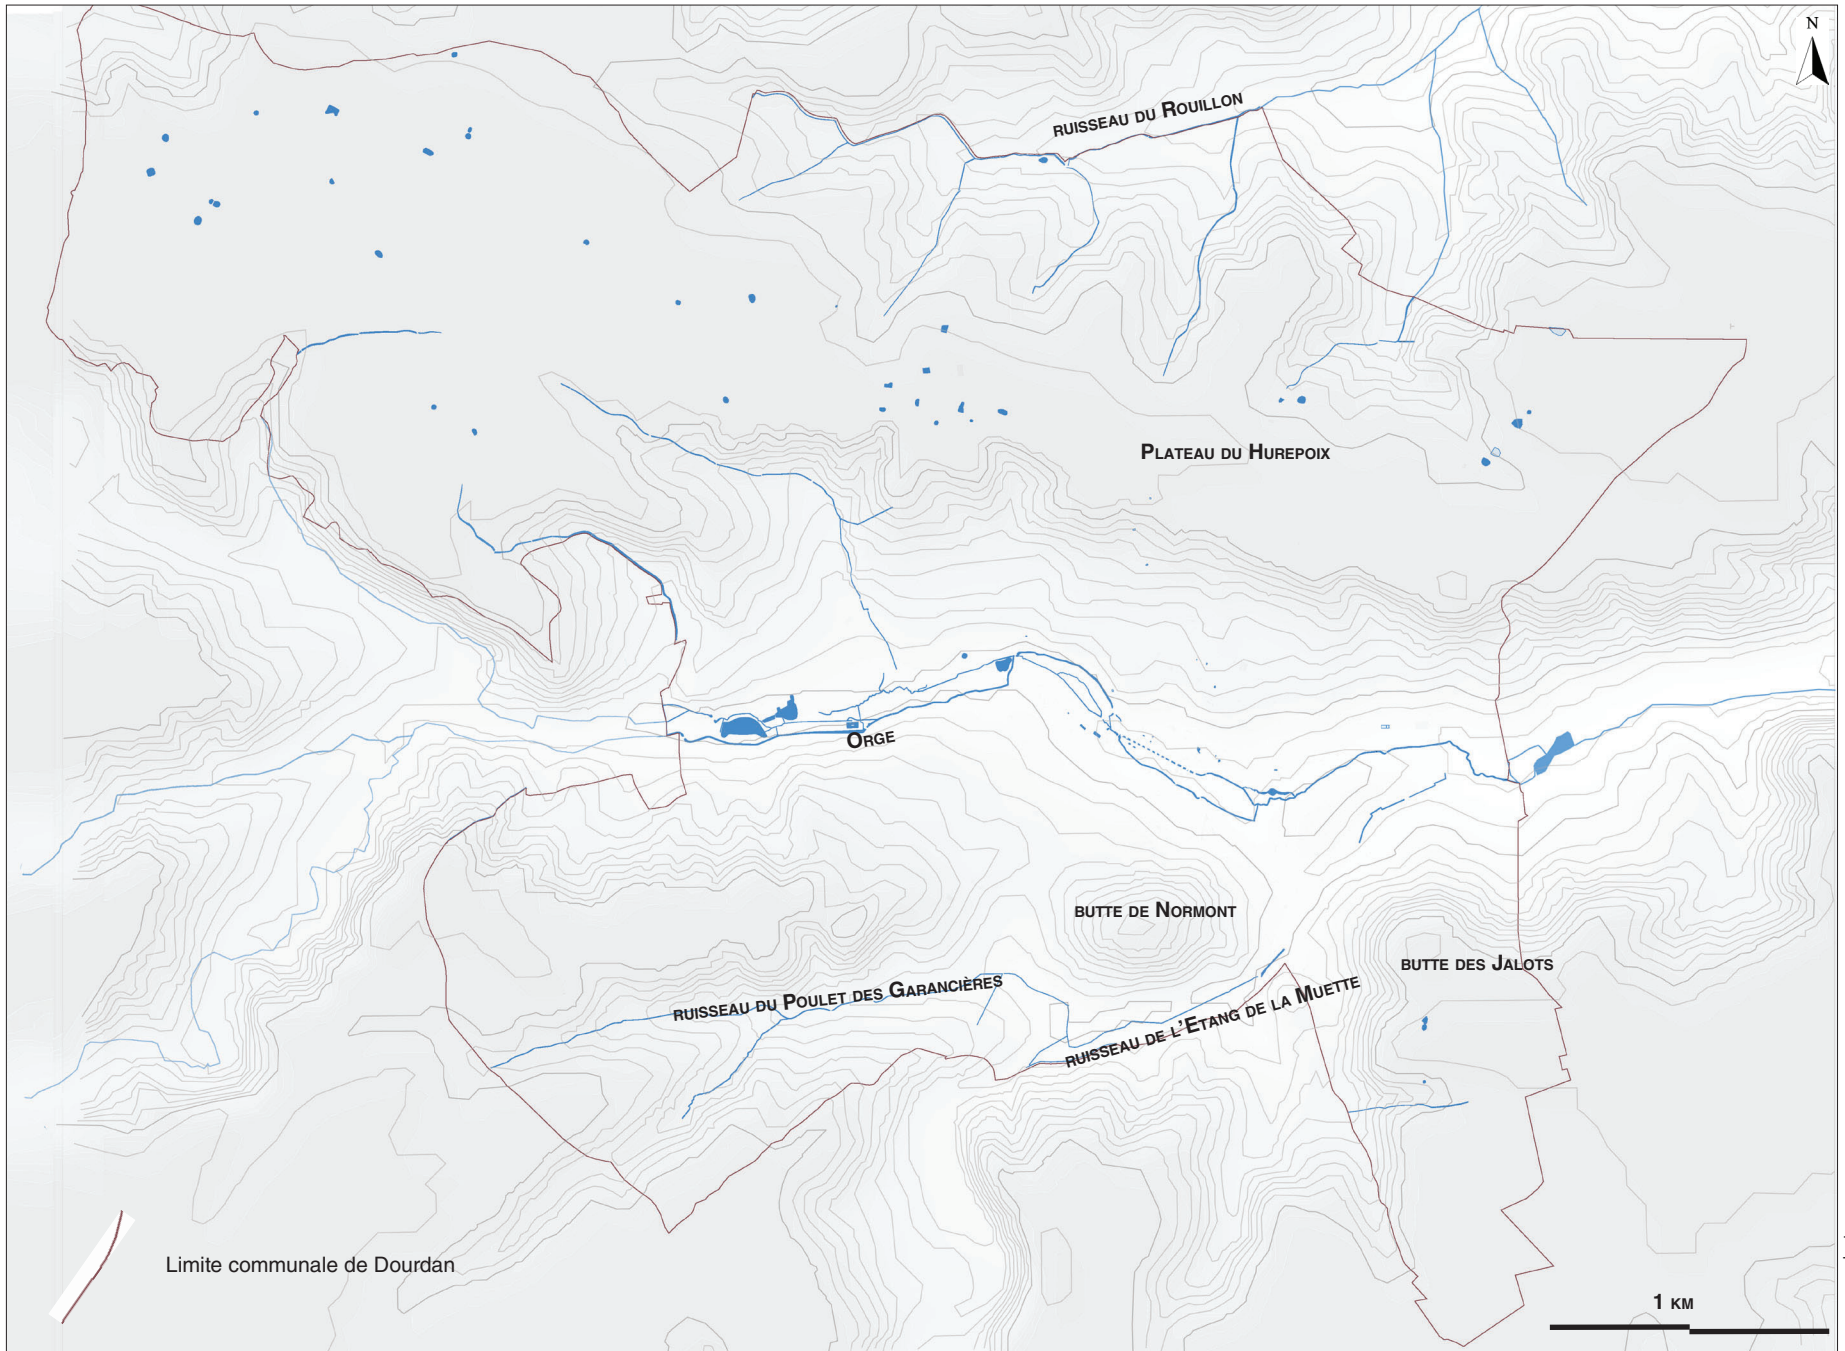 N
RUISSEAU DU ROUILLON
PLATEAU DU HUREPOIX
ORGE
BUTTE DE NORMONT
BUTTE DES JALOTS
RUISSEAU DU POULET DES GARANCIÈRES
RUISSEAU DE L'ETANG DE LA MUETTE
Limite communale de Dourdan
1 KM